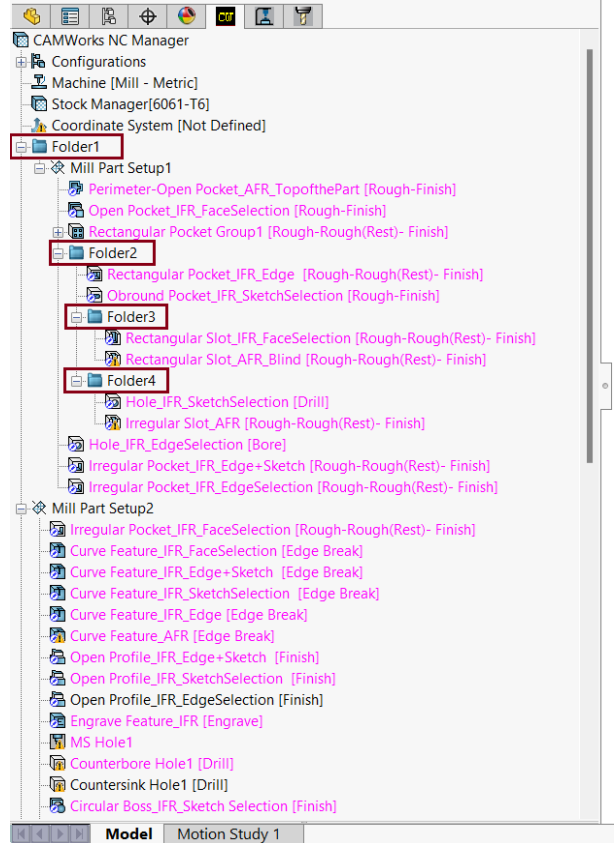 CAMWorks NC Manager
Configurations
Machine [Mill - Metric]
Stock Manager[6061-T6]
Coordinate System [Not Defined]
Folder1
Mill Part Setup1
Perimeter-Open Pocket_AFR_TopofthePart [Rough-Finish]
Open Pocket_IFR_FaceSelection [Rough-Finish]
Rectangular Pocket Group1 [Rough-Rough(Rest)- Finish]
Folder2
Rectangular Pocket_IFR_Edge  [Rough-Rough(Rest)- Finish]
Obround Pocket_IFR_SketchSelection [Rough-Finish]
Folder3
Rectangular Slot_IFR_FaceSelection [Rough-Rough(Rest)- Finish]
Rectangular Slot_AFR_Blind [Rough-Rough(Rest)- Finish]
Folder4
Hole_IFR_SketchSelection [Drill]
Irregular Slot_AFR [Rough-Rough(Rest)- Finish]
Hole_IFR_EdgeSelection [Bore]
Irregular Pocket_IFR_Edge+Sketch [Rough-Rough(Rest)- Finish]
Irregular Pocket_IFR_EdgeSelection [Rough-Rough(Rest)- Finish]
Mill Part Setup2
Irregular Pocket_IFR_FaceSelection [Rough-Rough(Rest)- Finish]
Curve Feature_IFR_FaceSelection [Edge Break]
Curve Feature_IFR_Edge+Sketch  [Edge Break]
Curve Feature_IFR_SketchSelection  [Edge Break]
Curve Feature_IFR_Edge [Edge Break]
Curve Feature_AFR [Edge Break]
Open Profile_IFR_Edge+Sketch  [Finish]
Open Profile_IFR_SketchSelection  [Finish]
Open Profile_IFR_EdgeSelection [Finish]
Engrave Feature_IFR [Engrave]
MS Hole1
Counterbore Hole1 [Drill]
Countersink Hole1 [Drill]
Circular Boss_IFR_Sketch Selection [Finish]
Model Motion Study 1